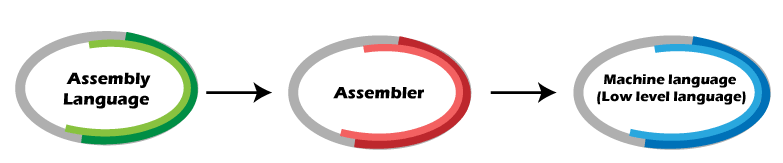 Assembly
Language
Assembler
Machine language
(Low level language)